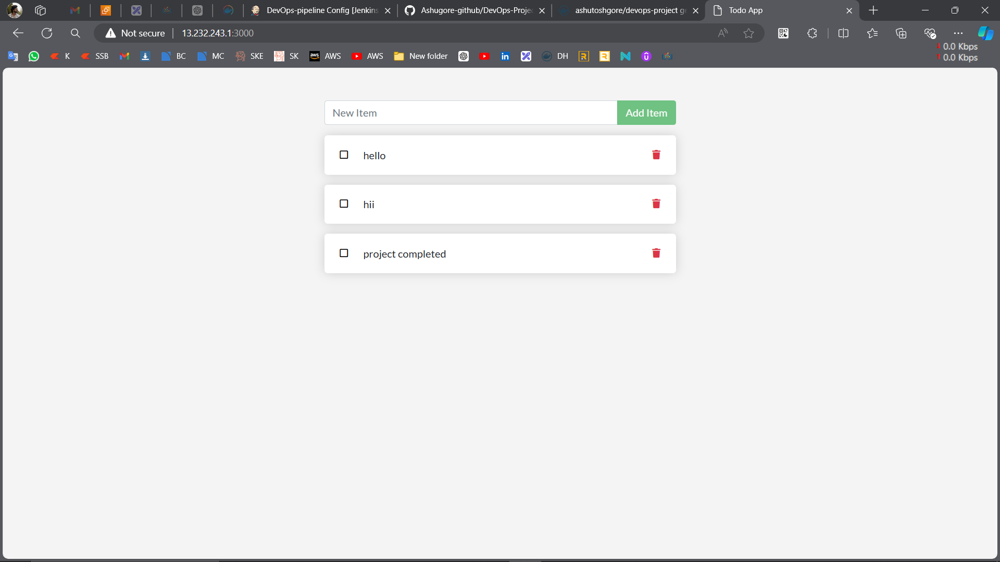 DevOps-pipeline Config [Jenkins
Ashugore-github/DevOps-Projec
ashutoshgore/devops-project ge
Todo App
Not secure
13.232.243.1:3000
K
SSB
BC
MC
SKE
SK
aws
AWS
AWS
New folder
DH
0.0 Kbps
0.0 Kbps
New Item
Add Item
hello
hii
project completed